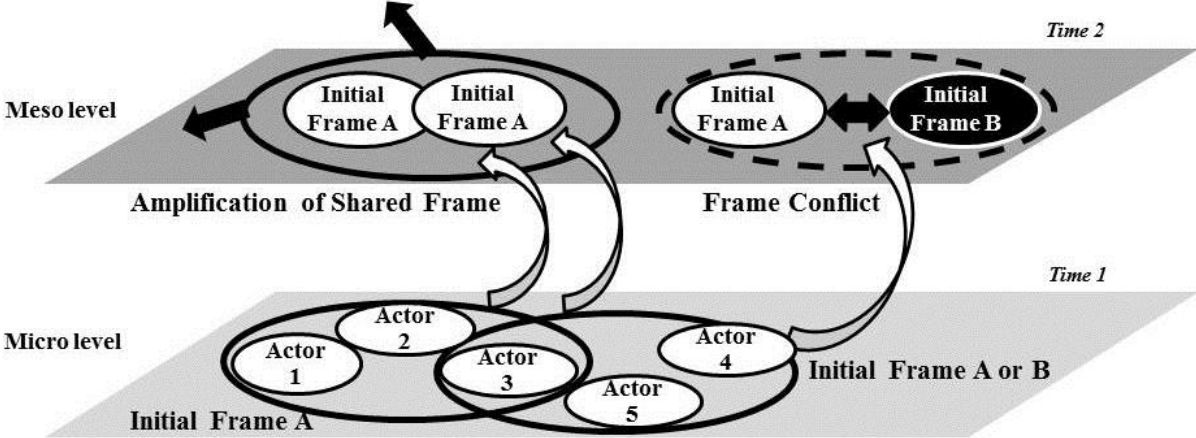 Time 2
Meso level
Initial
Frame A
Initial
Frame A
Initial
Frame A
Initial
Frame B
Amplification of Shared Frame
Frame Conflict
Time 1
Micro level
Actor
1
Actor
2
Actor
3
Actor
4
Actor
5
Initial Frame A
Initial Frame A or B